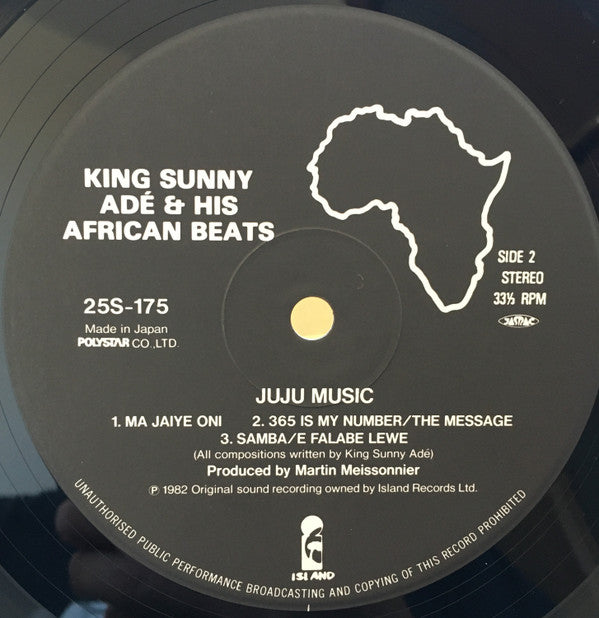 KING SUNNY
ADÉ & HIS
AFRICAN BEATS
SIDE 2
STEREO
33⅓ RPM
JASRAC
25S-175
Made in Japan
POLYSTAR CO.,LTD.
JUJU MUSIC
1. MA JAIYE ONI 2. 365 IS MY NUMBER/THE MESSAGE
3. SAMBA/E FALABE LEWE
(All compositions written by King Sunny Adé)
Produced by Martin Meissonnier
Ⓟ 1982 Original sound recording owned by Island Records Ltd.
ISLAND
UNAUTHORISED PUBLIC PERFORMANCE BROADCASTING AND COPYING OF THIS RECORD PROHIBITED